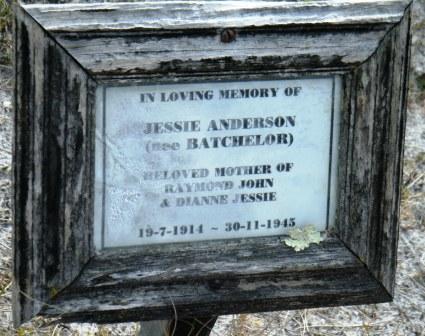 IN LOVING MEMORY OF
JESSIE ANDERSON
(nee BATCHELOR)
BELOVED MOTHER OF
RAYMOND JOHN
& DIANNE JESSIE
19-7-1914 ~ 30-11-1945